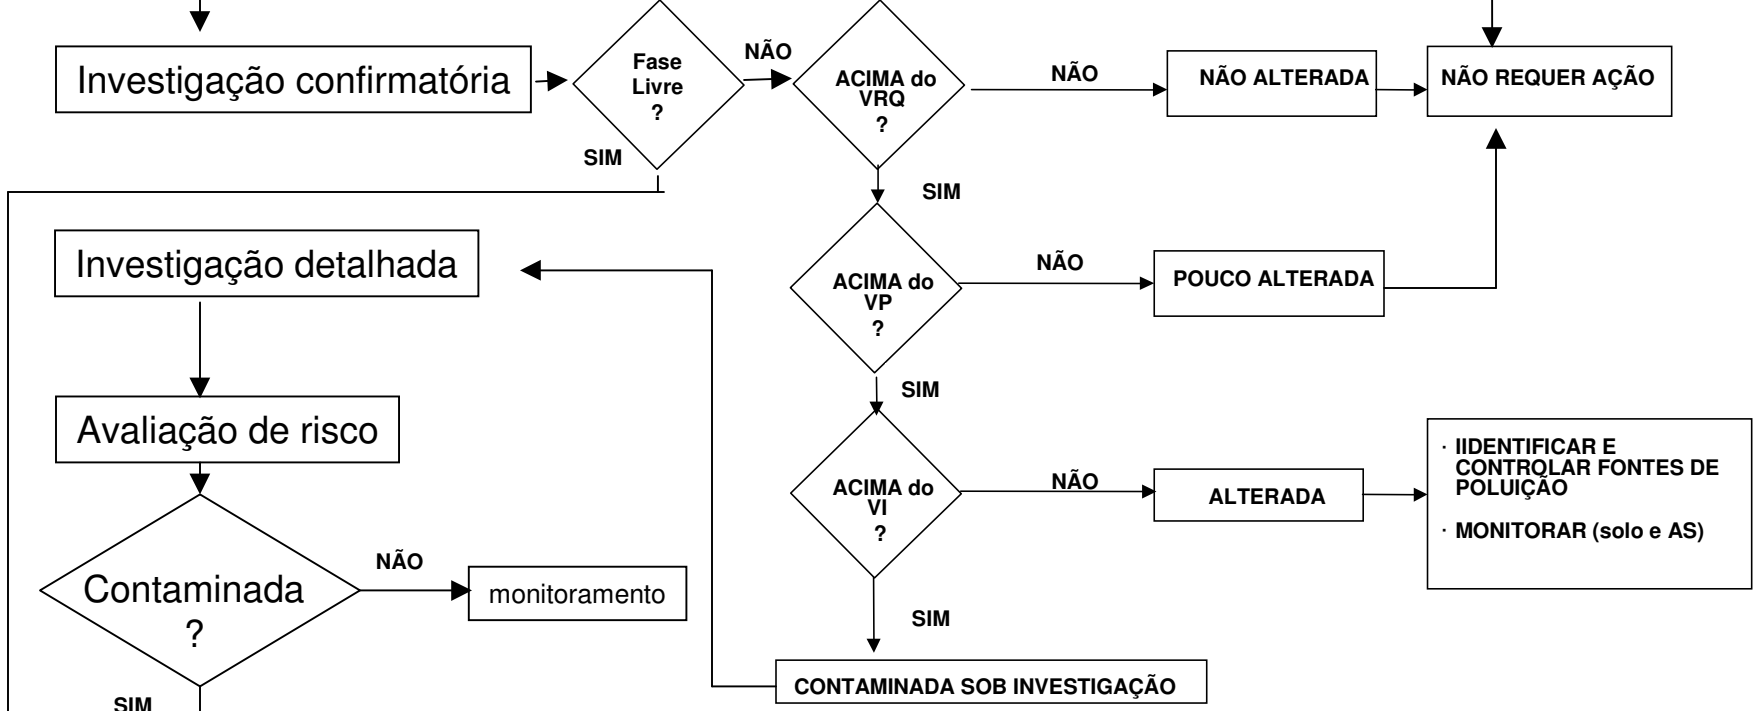 Investigação confirmatória
Fase
Livre
?
NÃO
SIM
ACIMA do
VRQ
?
NÃO
NÃO ALTERADA
NÃO REQUER AÇÃO
SIM
Investigação detalhada
ACIMA do
VP
?
NÃO
POUCO ALTERADA
SIM
Avaliação de risco
ACIMA do
VI
?
NÃO
ALTERADA
· IIDENTIFICAR E
CONTROLAR FONTES DE
POLUIÇÃO
· MONITORAR (solo e AS)
SIM
Contaminada
?
NÃO
monitoramento
SIM
CONTAMINADA SOB INVESTIGAÇÃO